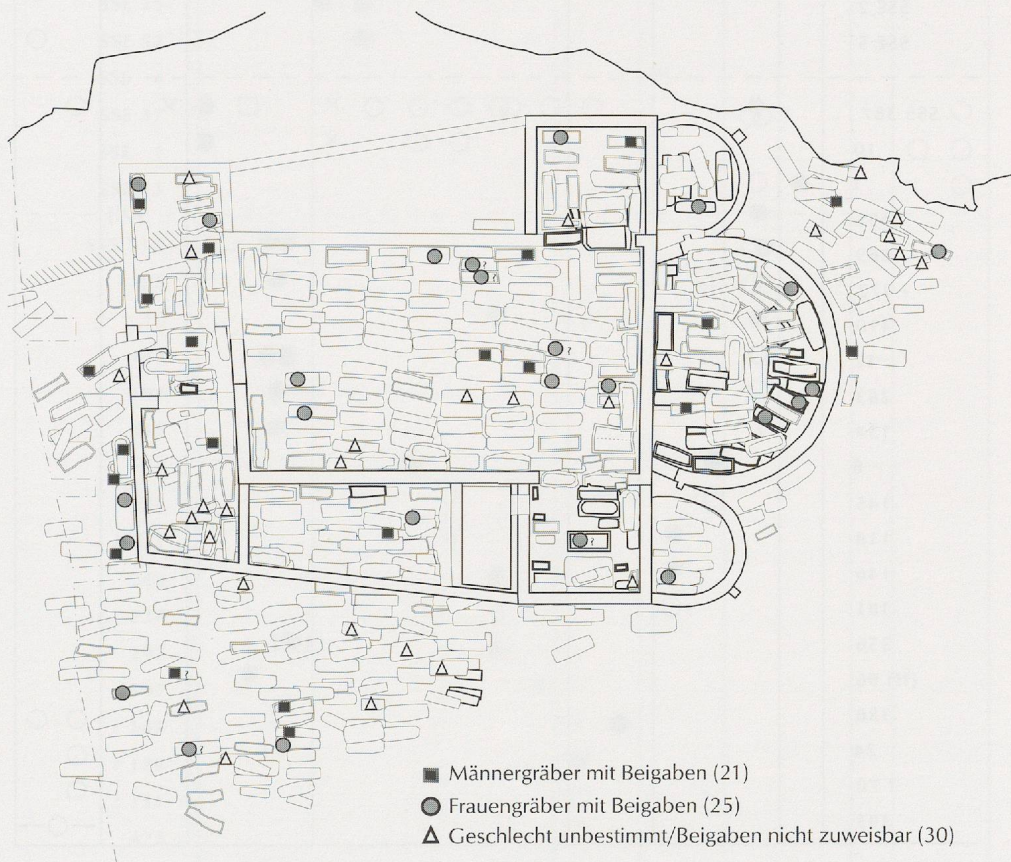 Männergräber mit Beigaben (21)
Frauengräber mit Beigaben (25)
Geschlecht unbestimmt/Beigaben nicht zuweisbar (30)